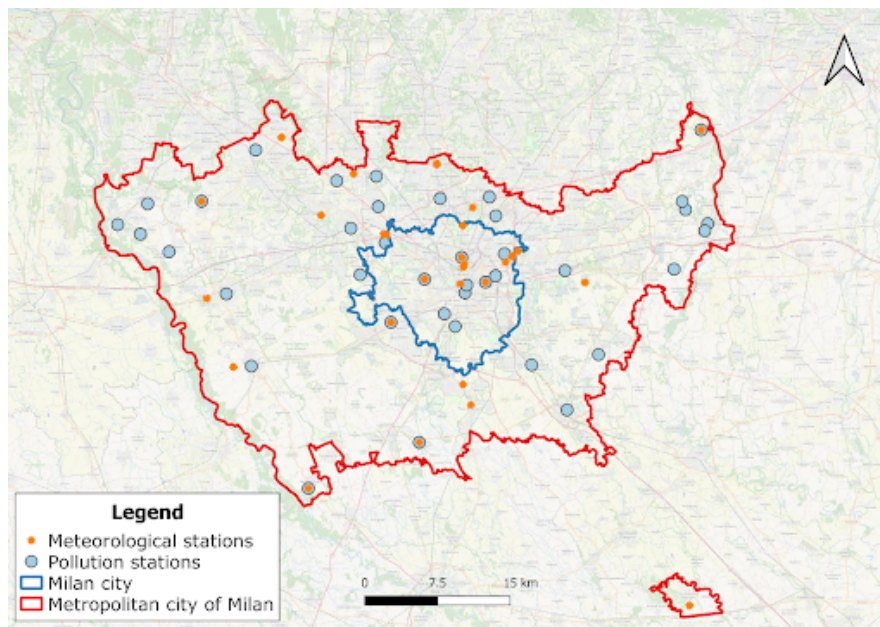 Legend
Meteorological stations
Pollution stations
Milan city
Metropolitan city of Milan
0 7.5 15 km